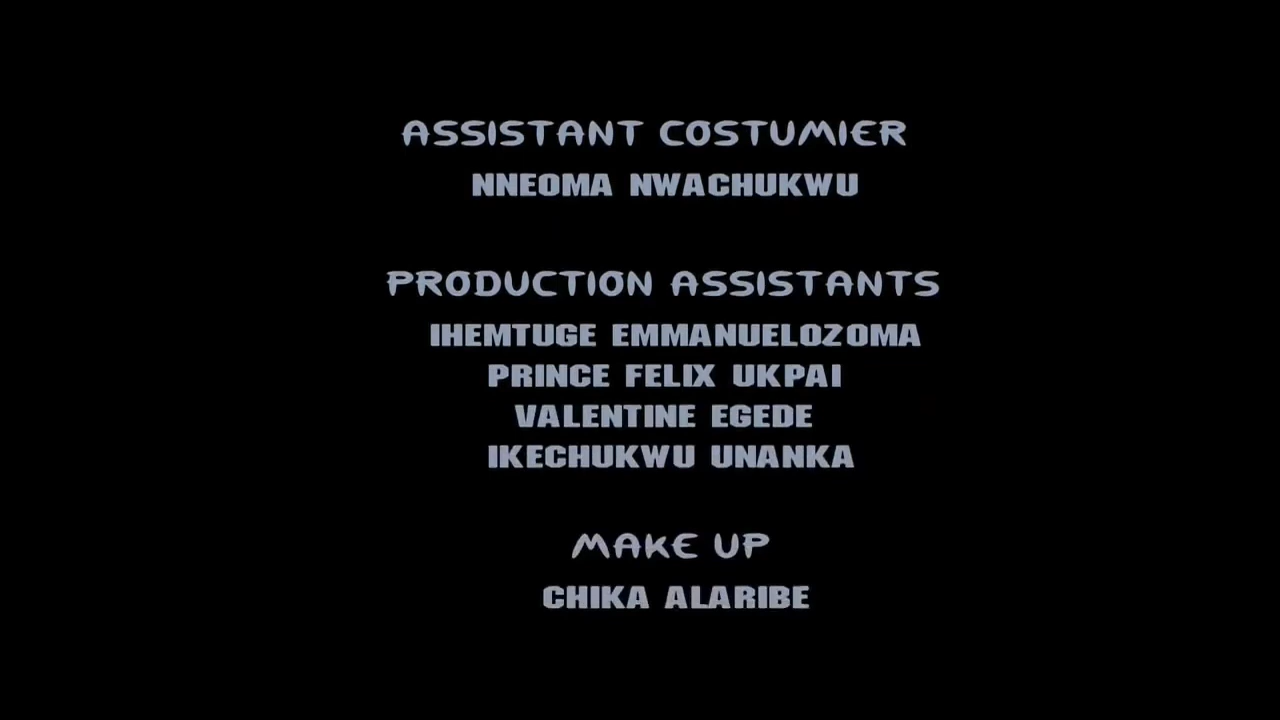 ASSISTANT COSTUMIER
NNEOMA NWACHUKWU
PRODUCTION ASSISTANTS
IHEMTUGE EMMANUELOZOMA
PRINCE FELIX UKPAI
VALENTINE EGEDE
IKECHUKWU UNANKA
MAKE UP
CHIKA ALARIBE